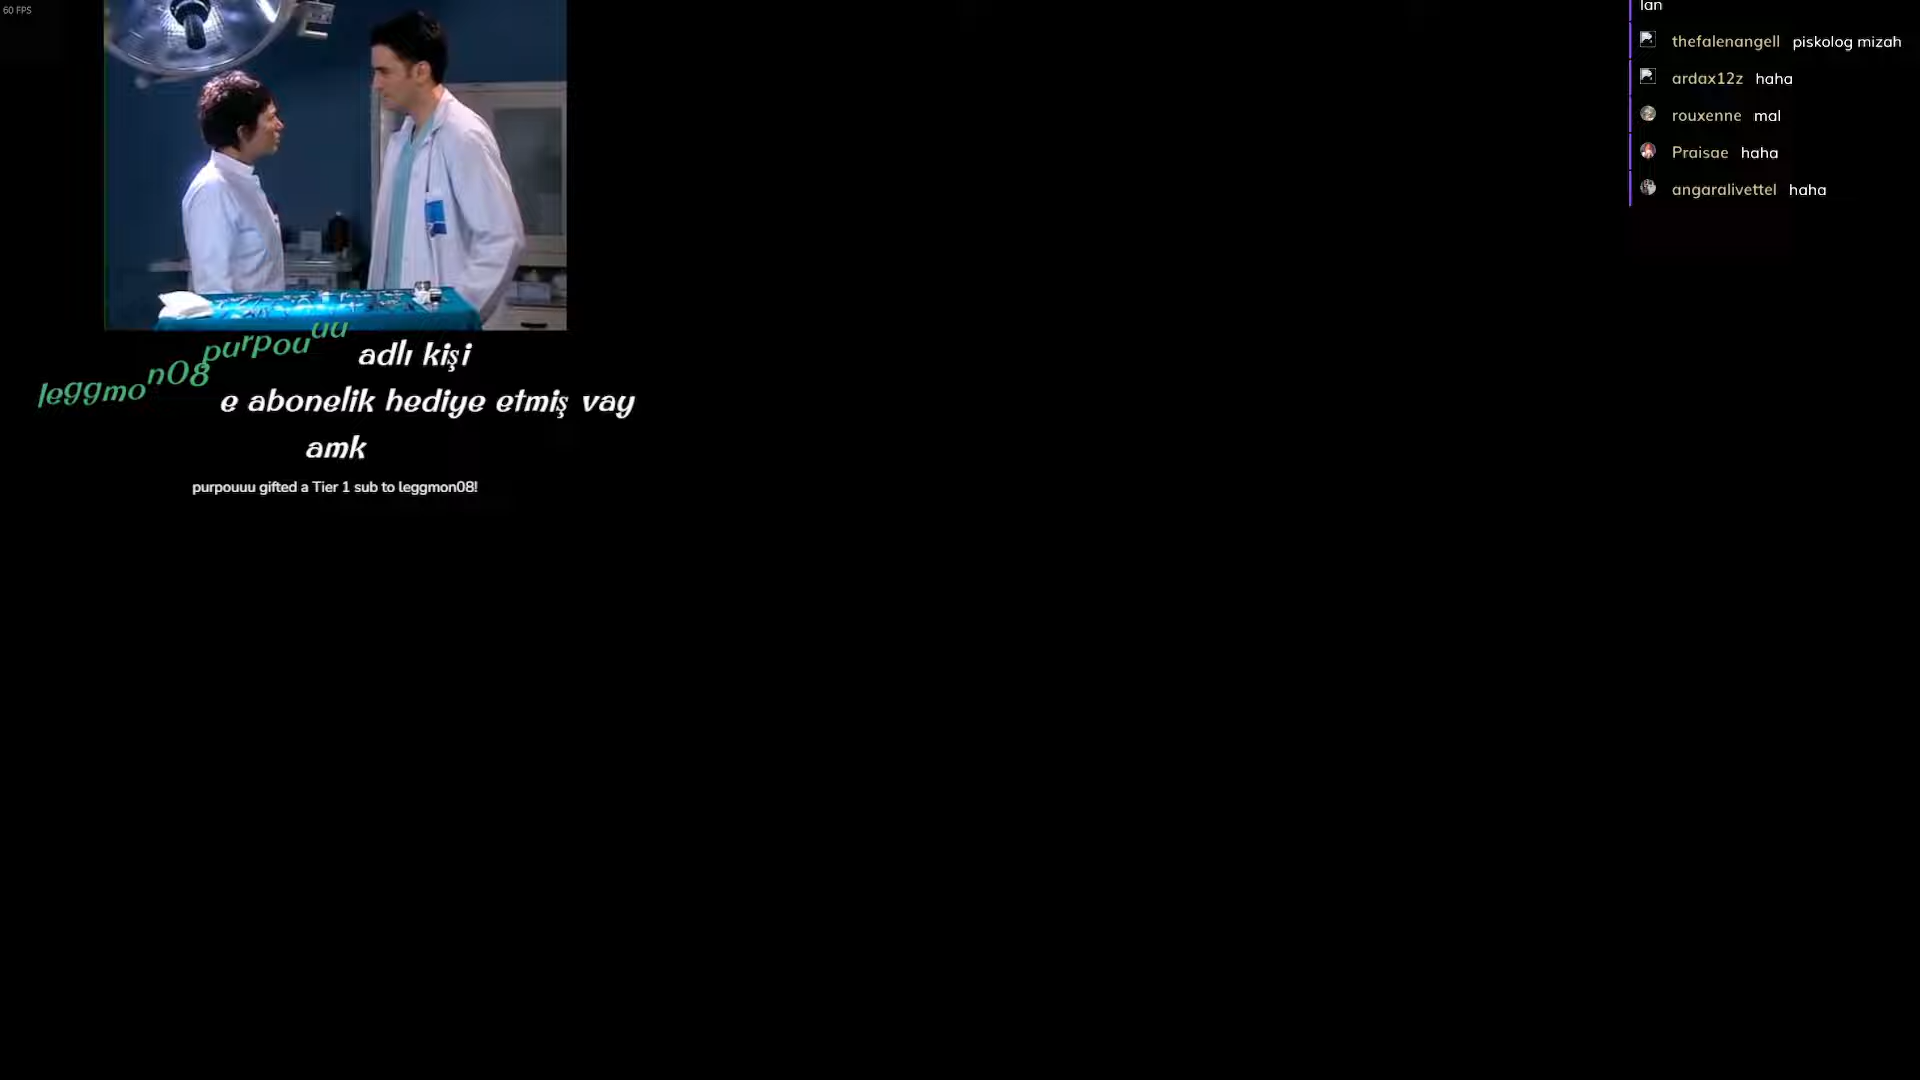 60 FPS
lan
thefalenangell piskolog mizah
ardax12z haha
rouxenne mal
Praisae haha
angaralivettel haha
purpouuu adlı kişi
leggmon08 e abonelik hediye etmiş vay
amk
purpouuu gifted a Tier 1 sub to leggmon08!